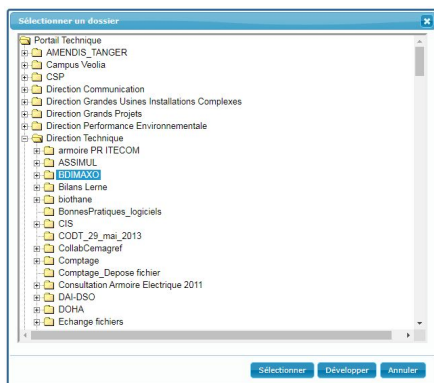 Sélectionner un dossier
Portail Technique
AMENDIS_TANGER
Campus Veolia
CSP
Direction Communication
Direction Grandes Usines Installations Complexes
Direction Grands Projets
Direction Performance Environnementale
Direction Technique
armoire PR ITECOM
ASSIMUL
BDIMAXO
Bilans Lerne
biothane
BonnesPratiques_logiciels
CIS
CODT_29_mai_2013
CollabCemagref
Comptage
Comptage_Depose fichier
Consultation Armoire Electrique 2011
DAI-DSO
DOHA
Echange fichiers
Sélectionner Développer Annuler